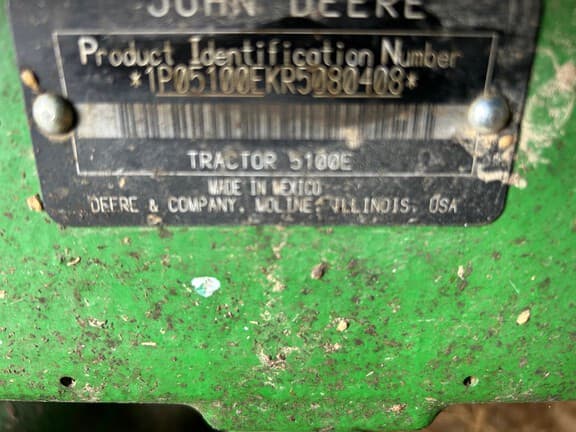 JOHN DEERE
Product Identification Number
*1P05100EKR5080408*
TRACTOR 5100E
MADE IN MEXICO
DEERE & COMPANY, MOLINE, ILLINOIS, USA